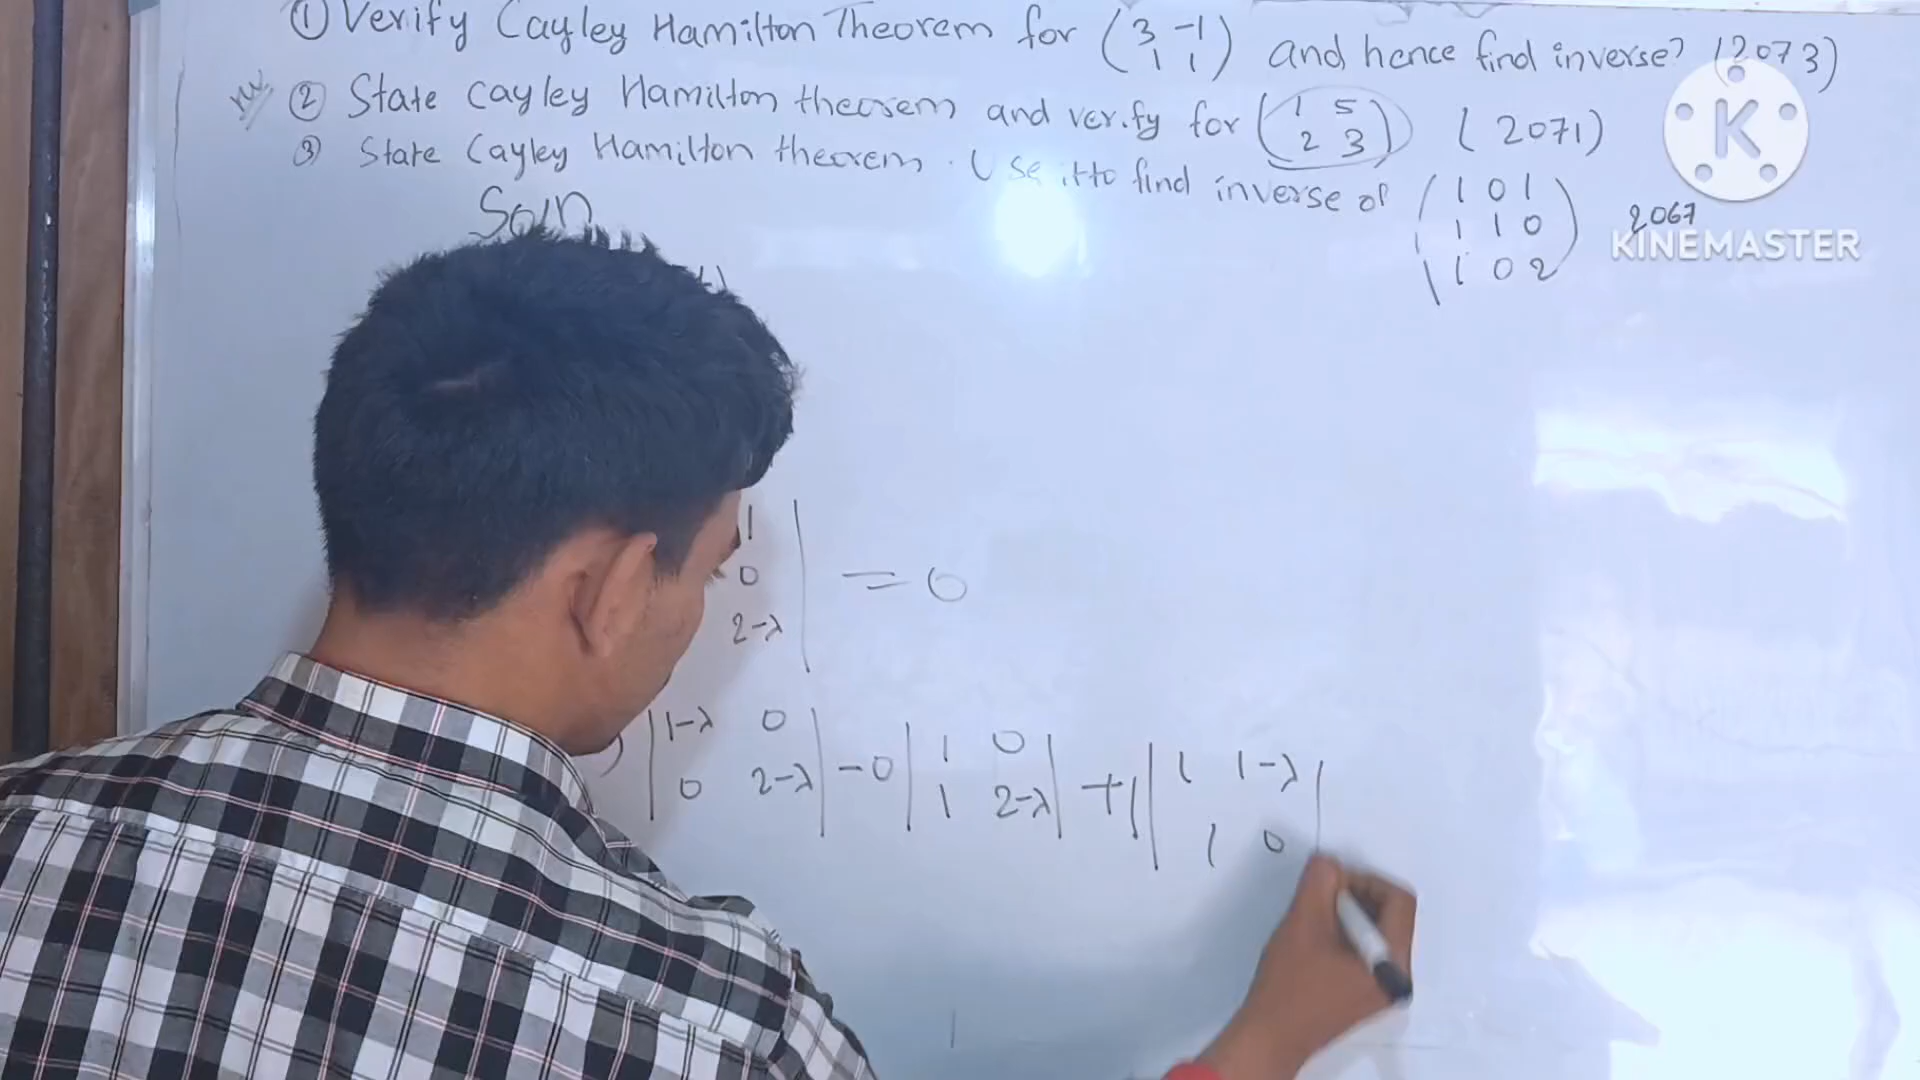 ① Verify Cayley Hamilton Theorem for (3 -1
1 1) and hence find inverse? (2073)
② State Cayley Hamilton theorem and verify for (1 5
2 3) (2071)
③ State Cayley Hamilton theorem. Use it to find inverse of (1 0 1
1 1 0
1 0 2) 2067
K
KINEMASTER
Soln
1
0 = 0
2-λ
) |1-λ 0
0 2-λ| -0 |1 0
1 2-λ| +1 |1 1-λ
1 0|